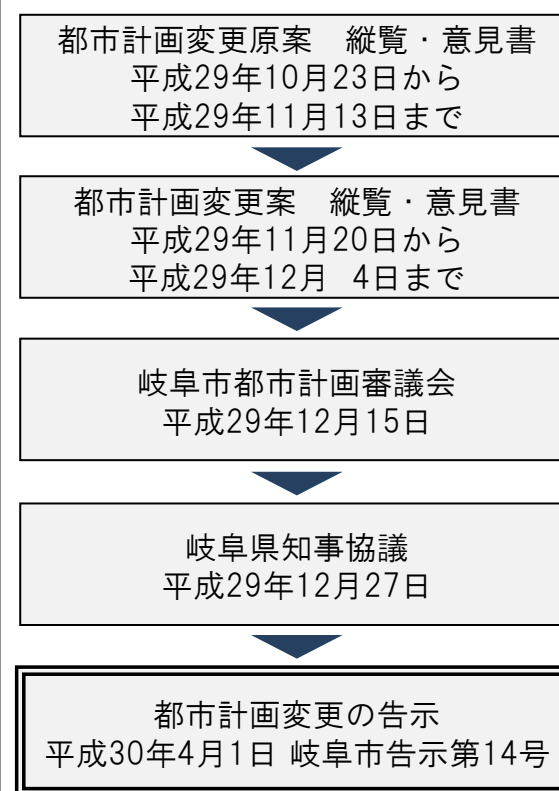 都市計画変更原案　縦覧・意見書
平成29年10月23日から
平成29年11月13日まで
都市計画変更案　縦覧・意見書
平成29年11月20日から
平成29年12月　4日まで
岐阜市都市計画審議会
平成29年12月15日
岐阜県知事協議
平成29年12月27日
都市計画変更の告示
平成30年4月1日 岐阜市告示第14号